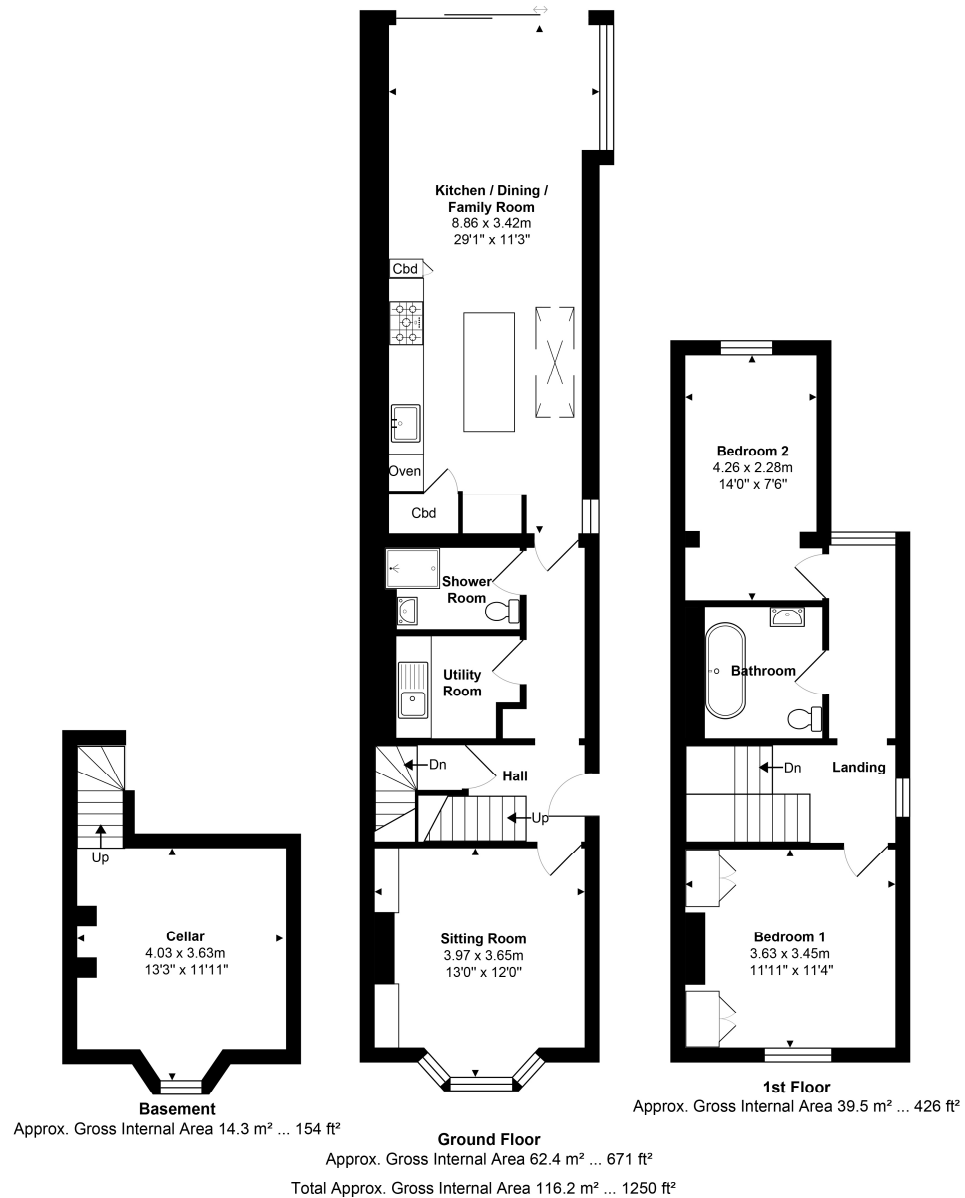 Kitchen / Dining /
Family Room
8.86 x 3.42m
29'1" x 11'3"
Cbd
Oven
Cbd
Shower
Room
Utility
Room
Dn
Hall
Up
Sitting Room
3.97 x 3.65m
13'0" x 12'0"
Ground Floor
Approx. Gross Internal Area 62.4 m² ... 671 ft²
Up
Cellar
4.03 x 3.63m
13'3" x 11'11"
Basement
Approx. Gross Internal Area 14.3 m² ... 154 ft²
Bedroom 2
4.26 x 2.28m
14'0" x 7'6"
Bathroom
Dn
Landing
Bedroom 1
3.63 x 3.45m
11'11" x 11'4"
1st Floor
Approx. Gross Internal Area 39.5 m² ... 426 ft²
Total Approx. Gross Internal Area 116.2 m² ... 1250 ft²